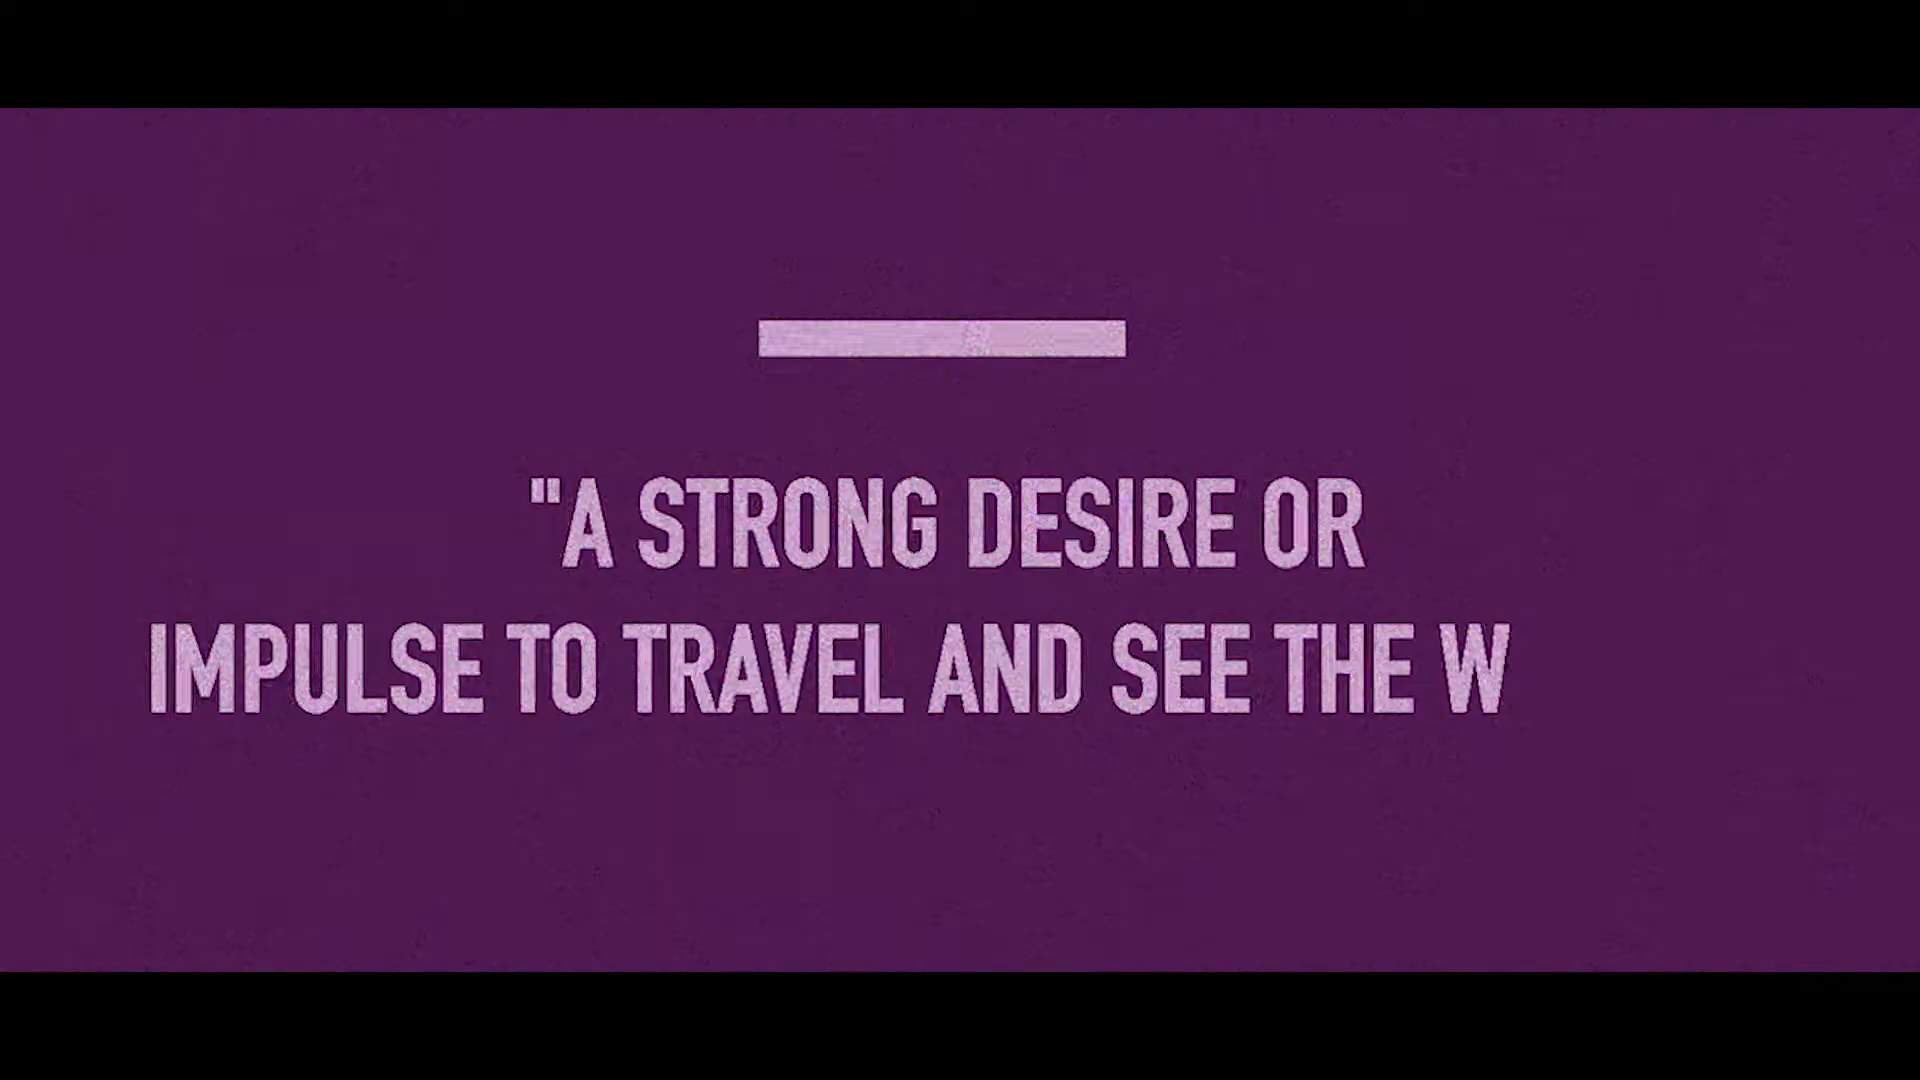 "A STRONG DESIRE OR
IMPULSE TO TRAVEL AND SEE THE W